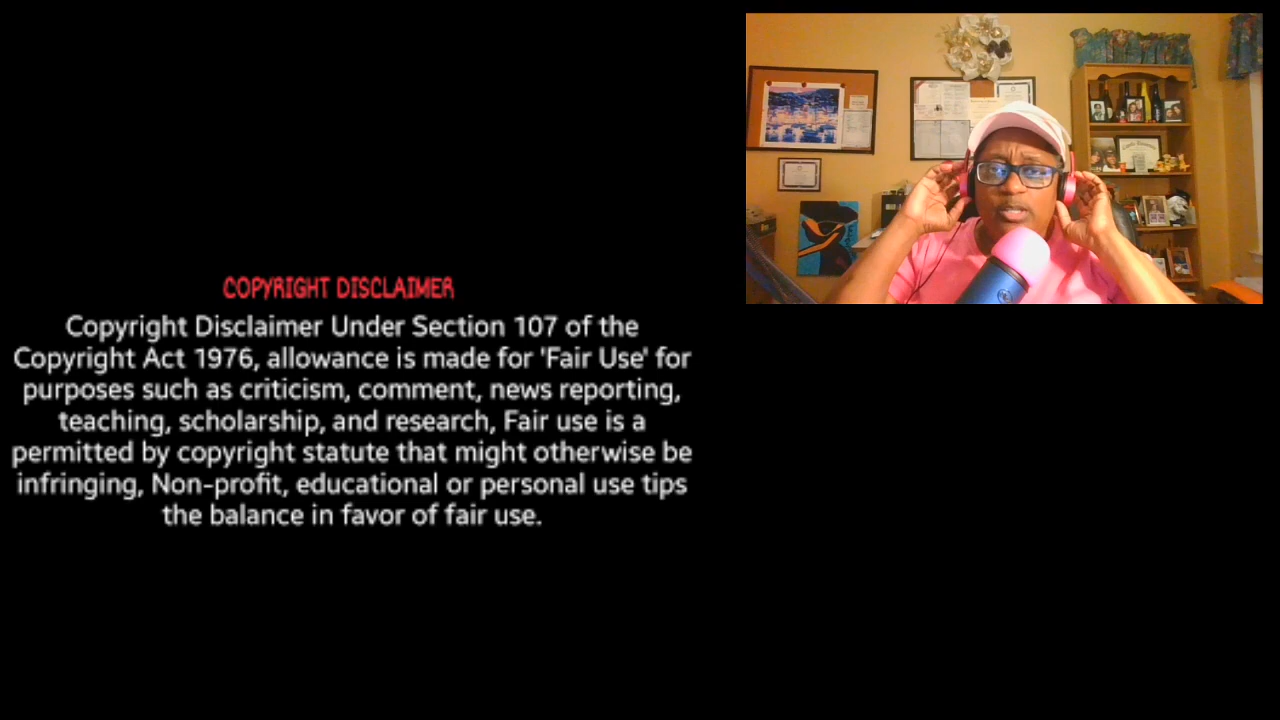 COPYRIGHT DISCLAIMER
Copyright Disclaimer Under Section 107 of the
Copyright Act 1976, allowance is made for 'Fair Use' for
purposes such as criticism, comment, news reporting,
teaching, scholarship, and research, Fair use is a
permitted by copyright statute that might otherwise be
infringing, Non-profit, educational or personal use tips
the balance in favor of fair use.